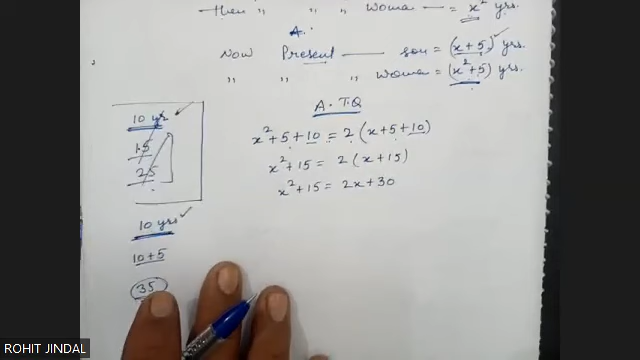 then " " " Woman — = x² yrs.
A.
Now Present — son = (x + 5) yrs.
" " " Woman = (x² + 5) yrs.
A.T.Q
x² + 5 + 10 = 2 (x + 5 + 10)
x² + 15 = 2 (x + 15)
x² + 15 = 2x + 30
10 yrs
15
25
10 yrs
10 + 5
35
ROHIT JINDAL